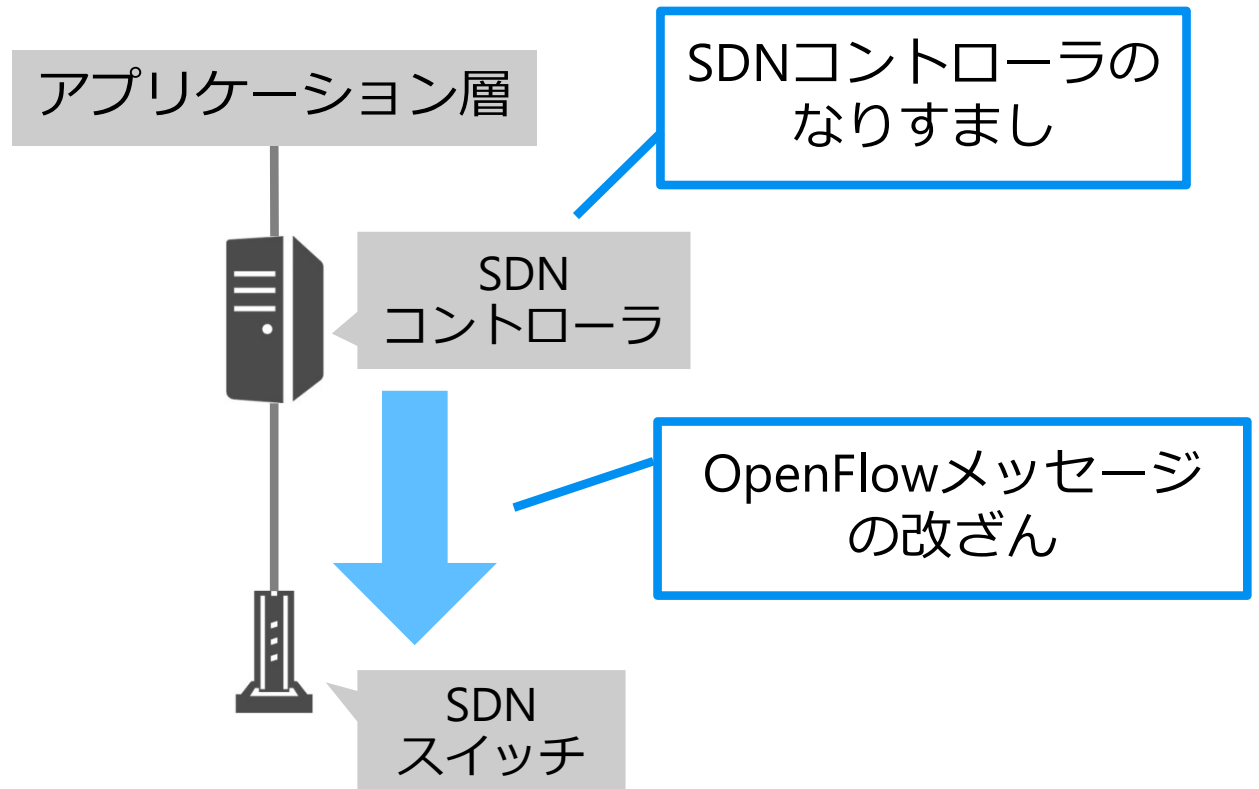 アプリケーション層
SDNコントローラの
なりすまし
SDN
コントローラ
OpenFlowメッセージ
の改ざん
SDN
スイッチ